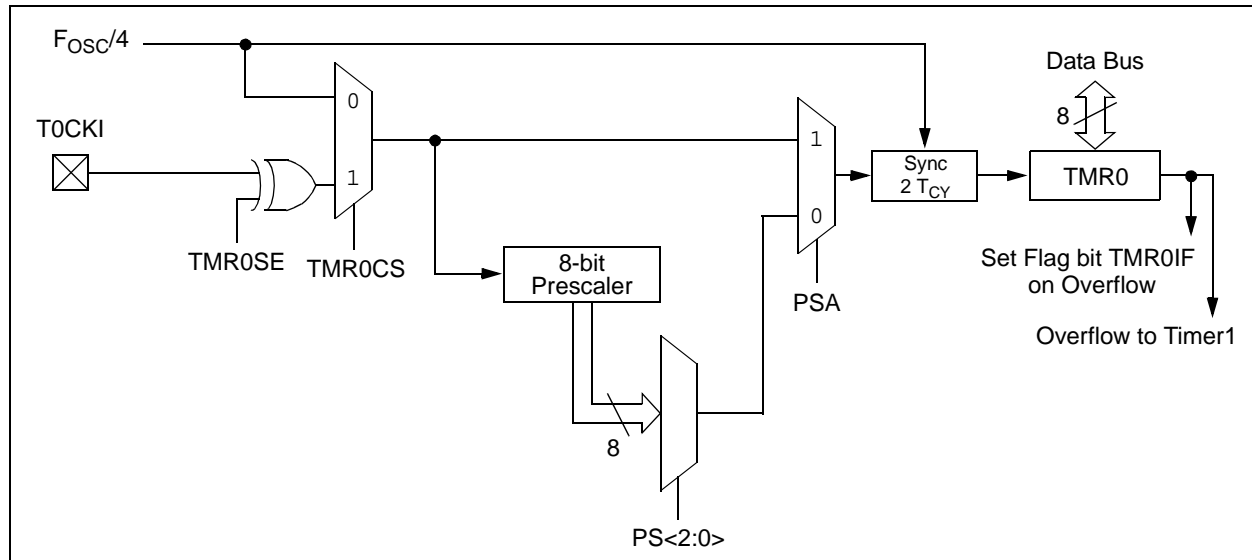 FOSC/4
Data Bus
0
8
T0CKI
1
Sync
2 TCY
TMR0
1
0
TMR0SE
TMR0CS
8-bit
Prescaler
PSA
Set Flag bit TMR0IF
on Overflow
Overflow to Timer1
8
PS<2:0>